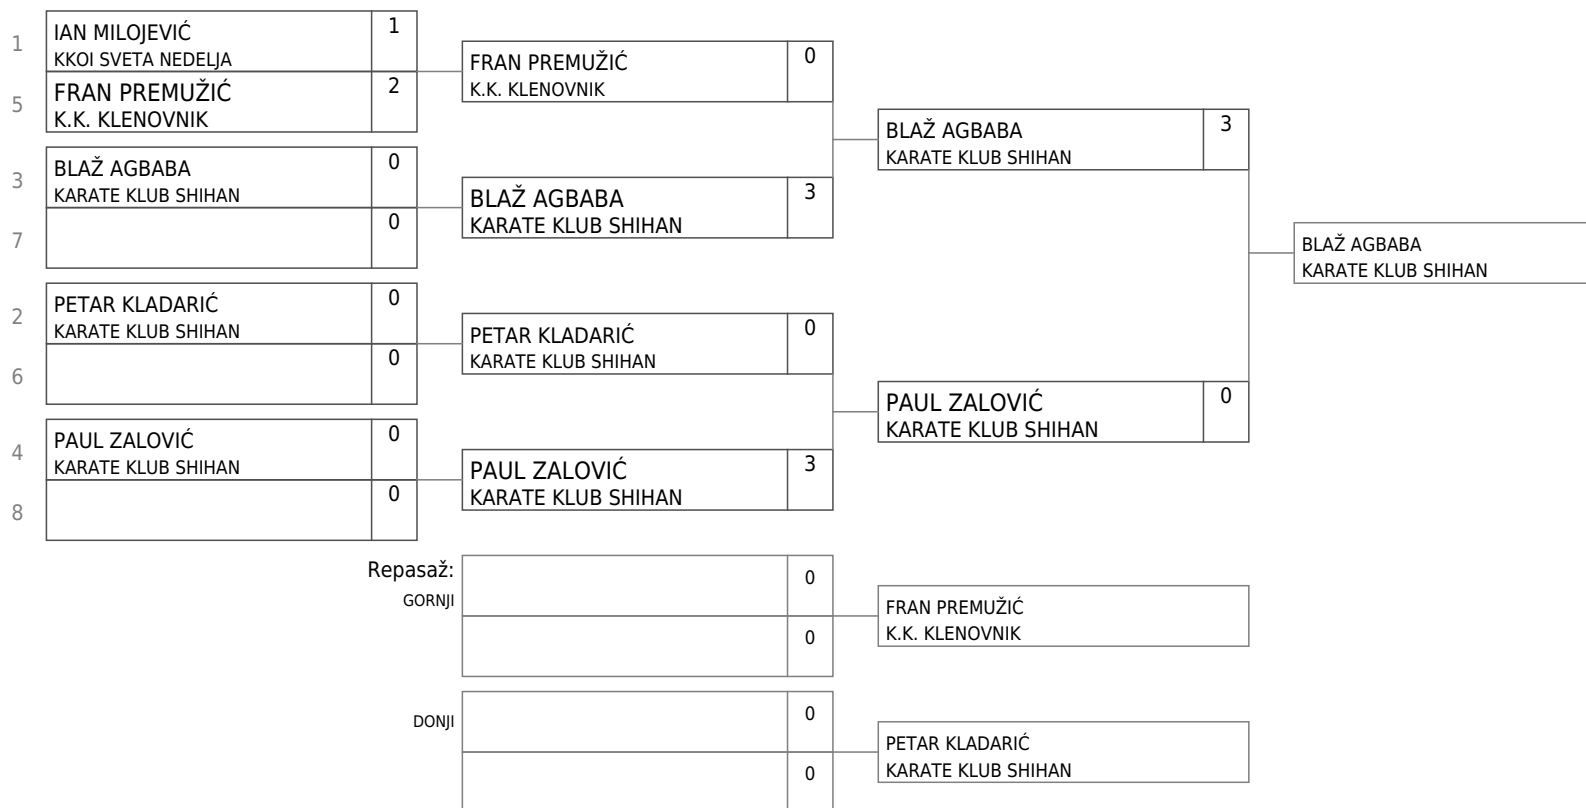 1
IAN MILOJEVIĆ
KKOI SVETA NEDELJA
1
5
FRAN PREMUŽIĆ
K.K. KLENOVNIK
2
3
BLAŽ AGBABA
KARATE KLUB SHIHAN
0
7
0
2
PETAR KLADARIĆ
KARATE KLUB SHIHAN
0
6
0
4
PAUL ZALOVIĆ
KARATE KLUB SHIHAN
0
8
0
FRAN PREMUŽIĆ
K.K. KLENOVNIK
0
BLAŽ AGBABA
KARATE KLUB SHIHAN
3
PETAR KLADARIĆ
KARATE KLUB SHIHAN
0
PAUL ZALOVIĆ
KARATE KLUB SHIHAN
3
BLAŽ AGBABA
KARATE KLUB SHIHAN
3
PAUL ZALOVIĆ
KARATE KLUB SHIHAN
0
BLAŽ AGBABA
KARATE KLUB SHIHAN
Repasaž:
GORNJI
0
0
FRAN PREMUŽIĆ
K.K. KLENOVNIK
DONJI
0
0
PETAR KLADARIĆ
KARATE KLUB SHIHAN